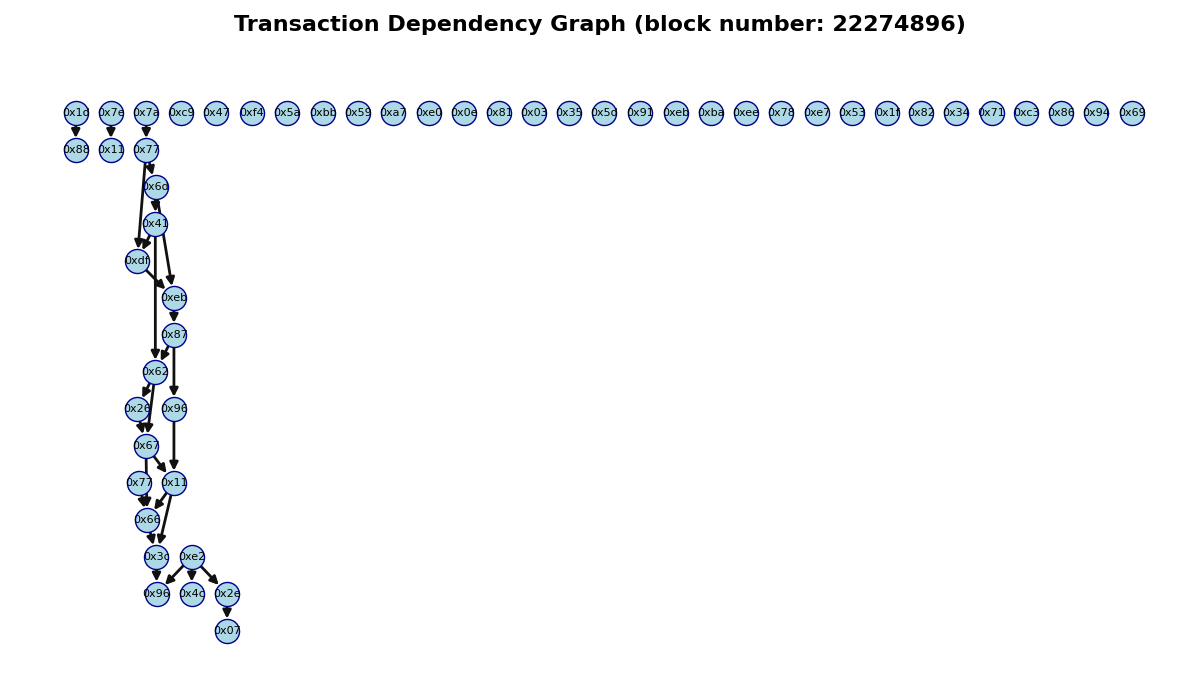 Transaction Dependency Graph (block number: 22274896)
0x1d 0x7e 0x7a 0xc9 0x47 0xf4 0x5a 0xbb 0x59 0xa7 0xe0 0x0e 0x81 0x03 0x35 0x5d 0x91 0xeb 0xba 0xee 0x78 0xe7 0x53 0x1f 0x82 0x34 0x71 0xc3 0x86 0x94 0x69
0x88 0x11 0x77
0x6d
0x41
0xdf
0xeb
0x87
0x62
0x26 0x96
0x67
0x77 0x11
0x66
0x3c 0xe2
0x96 0x4c 0x2e
0x07